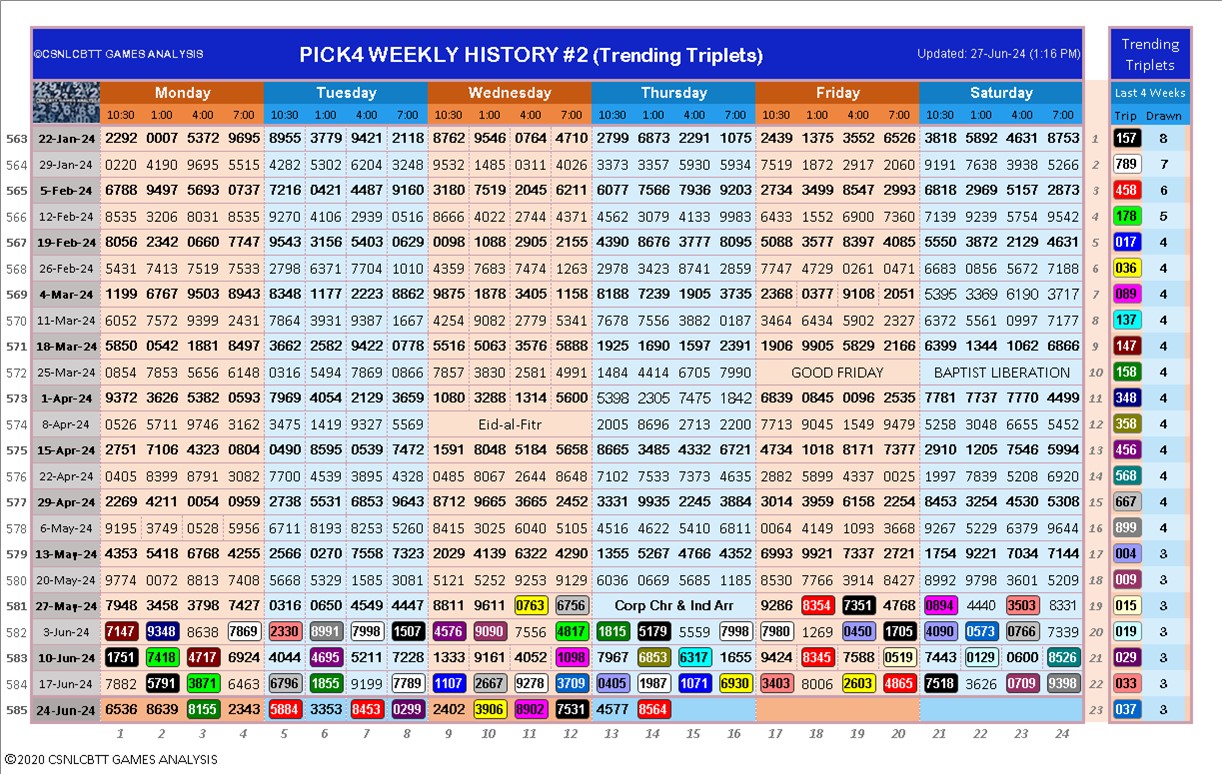 ©CSNLCBTT GAMES ANALYSIS PICK4 WEEKLY HISTORY #2 (Trending Triplets) Updated: 27-Jun-24 (1:16 PM) Trending Triplets
Monday Tuesday Wednesday Thursday Friday Saturday Last 4 Weeks
10:30 1:00 4:00 7:00 10:30 1:00 4:00 7:00 10:30 1:00 4:00 7:00 10:30 1:00 4:00 7:00 10:30 1:00 4:00 7:00 10:30 1:00 4:00 7:00 Trip Drawn
563 22-Jan-24 2292 0007 5372 9695 8955 3779 9421 2118 8762 9546 0764 4710 2799 6873 2291 1075 2439 1375 3552 6526 3818 5892 4631 8753 1 157 8
564 29-Jan-24 0220 4190 9695 5515 4282 5302 6204 3248 0532 1485 0311 4026 3373 3357 5930 5934 7519 1872 2917 2060 9191 7638 3938 5266 2 789 7
565 5-Feb-24 6788 9497 5693 0737 7216 0421 4487 9160 3180 7519 2045 6211 6077 7566 7936 9203 2734 3499 8547 2993 6818 2969 5157 2873 3 458 6
566 12-Feb-24 8535 3206 8031 8535 9270 4106 2939 0516 8666 4022 2744 4371 4562 3079 4133 9983 6433 1552 6900 7360 7139 9239 5754 9542 4 178 5
567 19-Feb-24 8056 2342 0660 7747 9543 3156 5403 0629 0098 1088 2905 2155 4390 8676 3777 8095 5088 3577 8397 4085 5550 3872 2129 4631 5 017 4
568 26-Feb-24 5431 7413 7519 7533 2798 6371 7704 1010 4359 7683 7474 1263 2978 3423 8741 2859 7747 4729 0261 0471 6683 0856 5672 7188 6 036 4
569 4-Mar-24 1199 6767 9503 8943 8348 1177 2223 8862 9875 1878 3405 1158 8188 7239 1905 3735 2368 0377 9108 2051 5395 3369 6190 3717 7 089 4
570 11-Mar-24 6052 7572 9399 2431 7864 3931 9387 1667 4254 9082 2779 5341 7678 7556 3882 0187 3464 6434 5902 2327 6372 5561 0997 7177 8 137 4
571 18-Mar-24 5850 0542 1881 8497 3662 2582 9422 0778 5516 5063 3576 5888 1925 1690 1597 2391 1906 9905 5829 2166 6399 1344 1062 6866 9 147 4
572 25-Mar-24 0854 7853 5656 6148 0316 5494 7869 0866 7857 3830 2581 4991 1484 4414 6705 7990 GOOD FRIDAY BAPTIST LIBERATION 10 158 4
573 1-Apr-24 9372 3626 5382 0593 7969 4054 2129 3659 1080 3288 1314 5600 5398 2305 7475 1842 6839 0845 0096 2535 7781 7737 7770 4499 11 348 4
574 8-Apr-24 0526 5711 9746 3162 3475 1419 9327 5569 Eid-al-Fitr 2005 8696 2713 2200 7713 9045 1549 9479 5258 3048 6655 5452 12 358 4
575 15-Apr-24 2751 7106 4323 0804 0490 8595 0539 7472 1591 8048 5184 5658 8665 3485 4332 6721 4734 1018 8171 7377 2910 1205 7546 5994 13 456 4
576 22-Apr-24 0405 8399 8791 3082 7700 4539 3895 4326 0485 8067 2644 8648 7102 7533 7373 4635 2882 5899 4337 0025 1997 7839 5208 6920 14 568 4
577 29-Apr-24 2269 4211 0054 0959 2738 5531 6853 9643 8712 9665 3665 2452 3331 9935 2245 3884 3014 3959 6158 2254 8453 3254 4530 5308 15 667 4
578 6-May-24 9195 3749 0528 5956 6711 8193 8253 5260 8415 3025 6040 5105 4516 4622 5410 6811 0064 4149 1093 3668 9267 5229 6379 9644 16 899 4
579 13-May-24 4353 5418 6768 4255 2566 0270 7558 7323 2029 4139 6322 4290 1355 5267 4766 4352 6993 9921 7337 2721 1754 9221 7034 7144 17 004 3
580 20-May-24 9774 0072 8813 7408 5668 5329 1585 3081 5121 5252 9253 9129 6036 0669 5685 1185 8530 7766 3914 8427 8992 9798 3601 5209 18 009 3
581 27-May-24 7948 3458 3798 7427 0316 0650 4549 4447 8811 9611 0763 6756 Corp Chr & Ind Arr 9286 8354 7351 4768 0894 4440 3503 8331 19 015 3
582 3-Jun-24 7147 9348 8638 7869 2330 8991 7998 1507 4576 9090 7556 4817 1815 5179 5559 7998 7980 1269 0450 1705 4090 0573 0766 7339 20 019 3
583 10-Jun-24 1751 7418 4717 6924 4044 4695 5211 7228 1333 9161 4052 1098 7967 6853 6317 1655 9424 8345 7588 0519 7443 0129 0600 8526 21 029 3
584 17-Jun-24 7882 5791 3871 6463 6796 1855 9199 7789 1107 2667 9278 3709 0405 1987 1071 6930 3403 8006 2603 4865 7518 3626 0709 9398 22 033 3
585 24-Jun-24 6536 8639 8155 2343 5884 3353 8453 0299 2402 3906 8902 7531 4577 8564 23 037 3
1 2 3 4 5 6 7 8 9 10 11 12 13 14 15 16 17 18 19 20 21 22 23 24
©2020 CSNLCBTT GAMES ANALYSIS